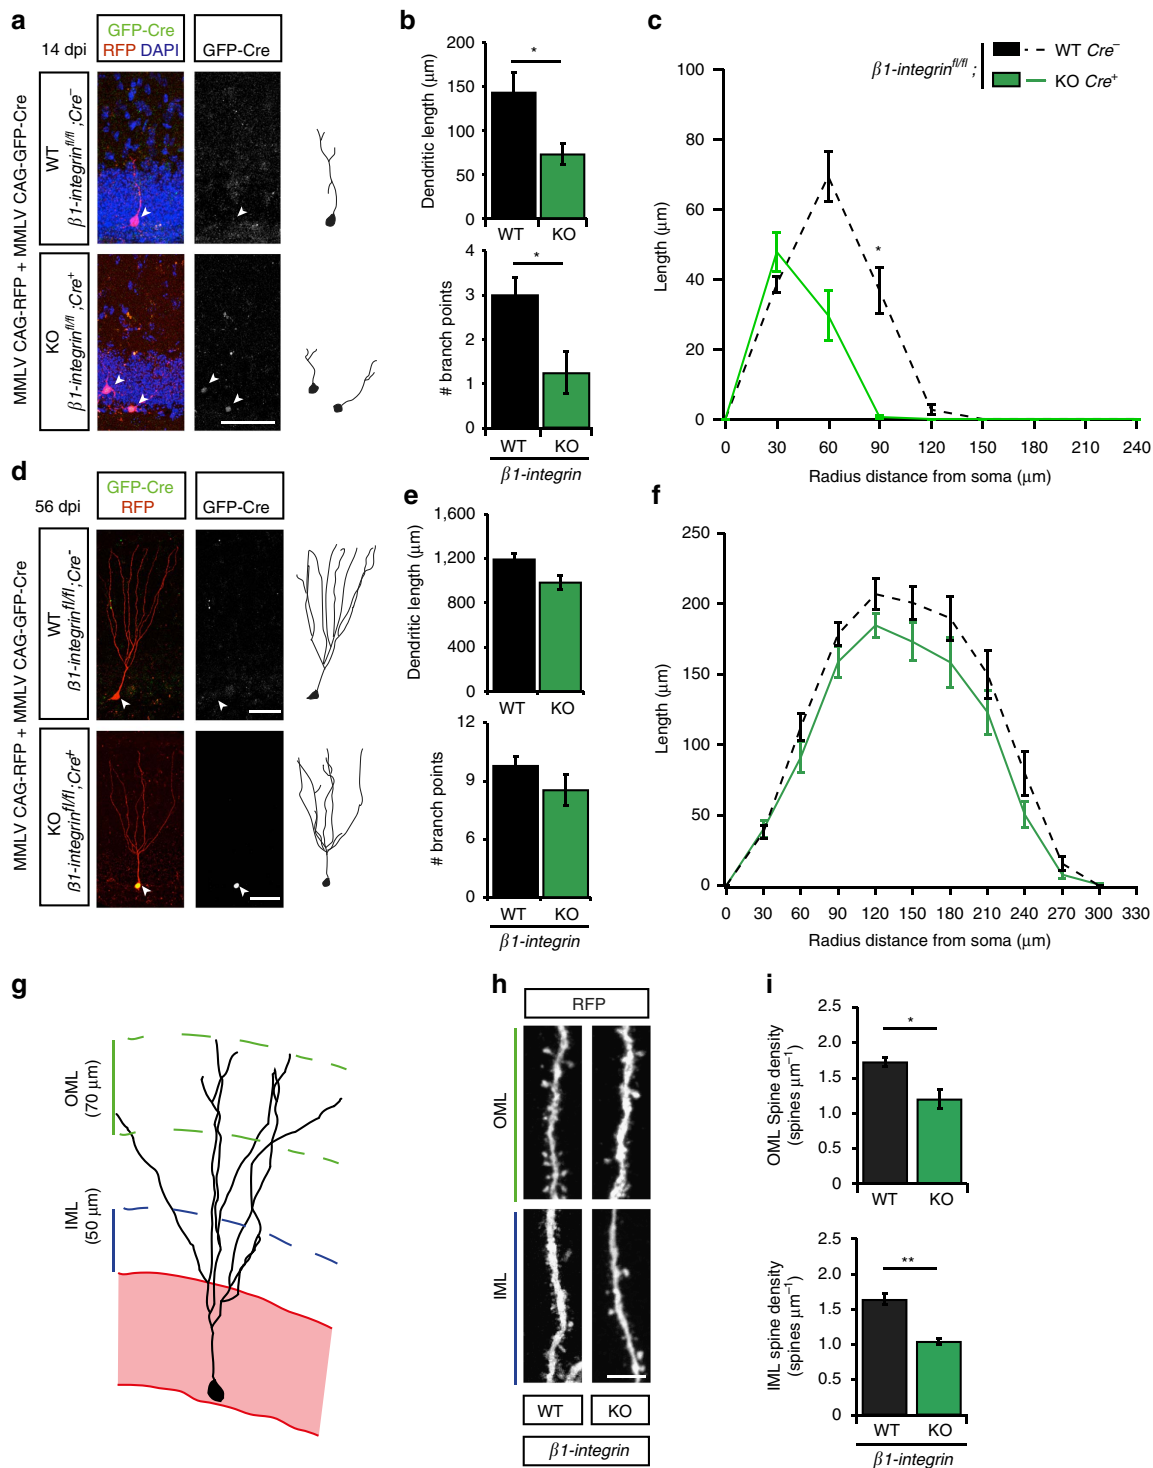 a
14 dpi
GFP-Cre
RFP DAPI
GFP-Cre
MMLV CAG-RFP + MMLV CAG-GFP-Cre
WT
β1-integrin^fl/fl ;Cre⁻
KO
β1-integrin^fl/fl ;Cre⁺
b
Dendritic length (μm)
200
150
100
50
0
*
WT KO
# branch points
4
3
2
1
0
*
WT KO
β1-integrin
c
β1-integrin^fl/fl ;
WT Cre⁻
KO Cre⁺
Length (μm)
100
80
60
40
20
0
*
0 30 60 90 120 150 180 210 240
Radius distance from soma (μm)
d
56 dpi
GFP-Cre
RFP
GFP-Cre
MMLV CAG-RFP + MMLV CAG-GFP-Cre
WT
β1-integrin^fl/fl;Cre⁻
KO
β1-integrin^fl/fl;Cre⁺
e
Dendritic length (μm)
1,600
1,200
800
400
0
WT KO
# branch points
12
9
6
3
0
WT KO
β1-integrin
f
Length (μm)
250
200
150
100
50
0
0 30 60 90 120 150 180 210 240 270 300 330
Radius distance from soma (μm)
g
OML
(70 μm)
IML
(50 μm)
h
RFP
OML
IML
WT KO
β1-integrin
i
OML Spine density
(spines μm⁻¹)
2.5
2.0
1.5
1.0
0.5
0
*
WT KO
IML spine density
(spines μm⁻¹)
2.5
2.0
1.5
1.0
0.5
0
**
WT KO
β1-integrin